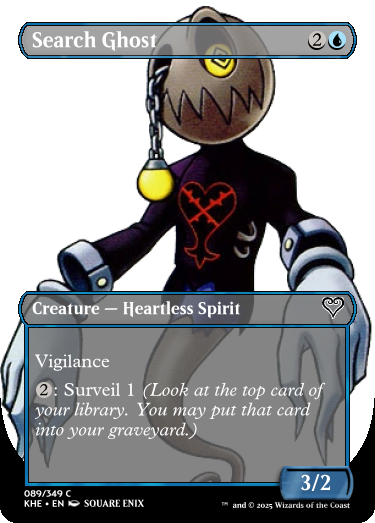 Search Ghost 2
Creature — Heartless Spirit
Vigilance
2: Surveil 1 (Look at the top card of
your library. You may put that card
into your graveyard.)
3/2
089/349 C
KHE • EN SQUARE ENIX
™ and © 2025 Wizards of the Coast